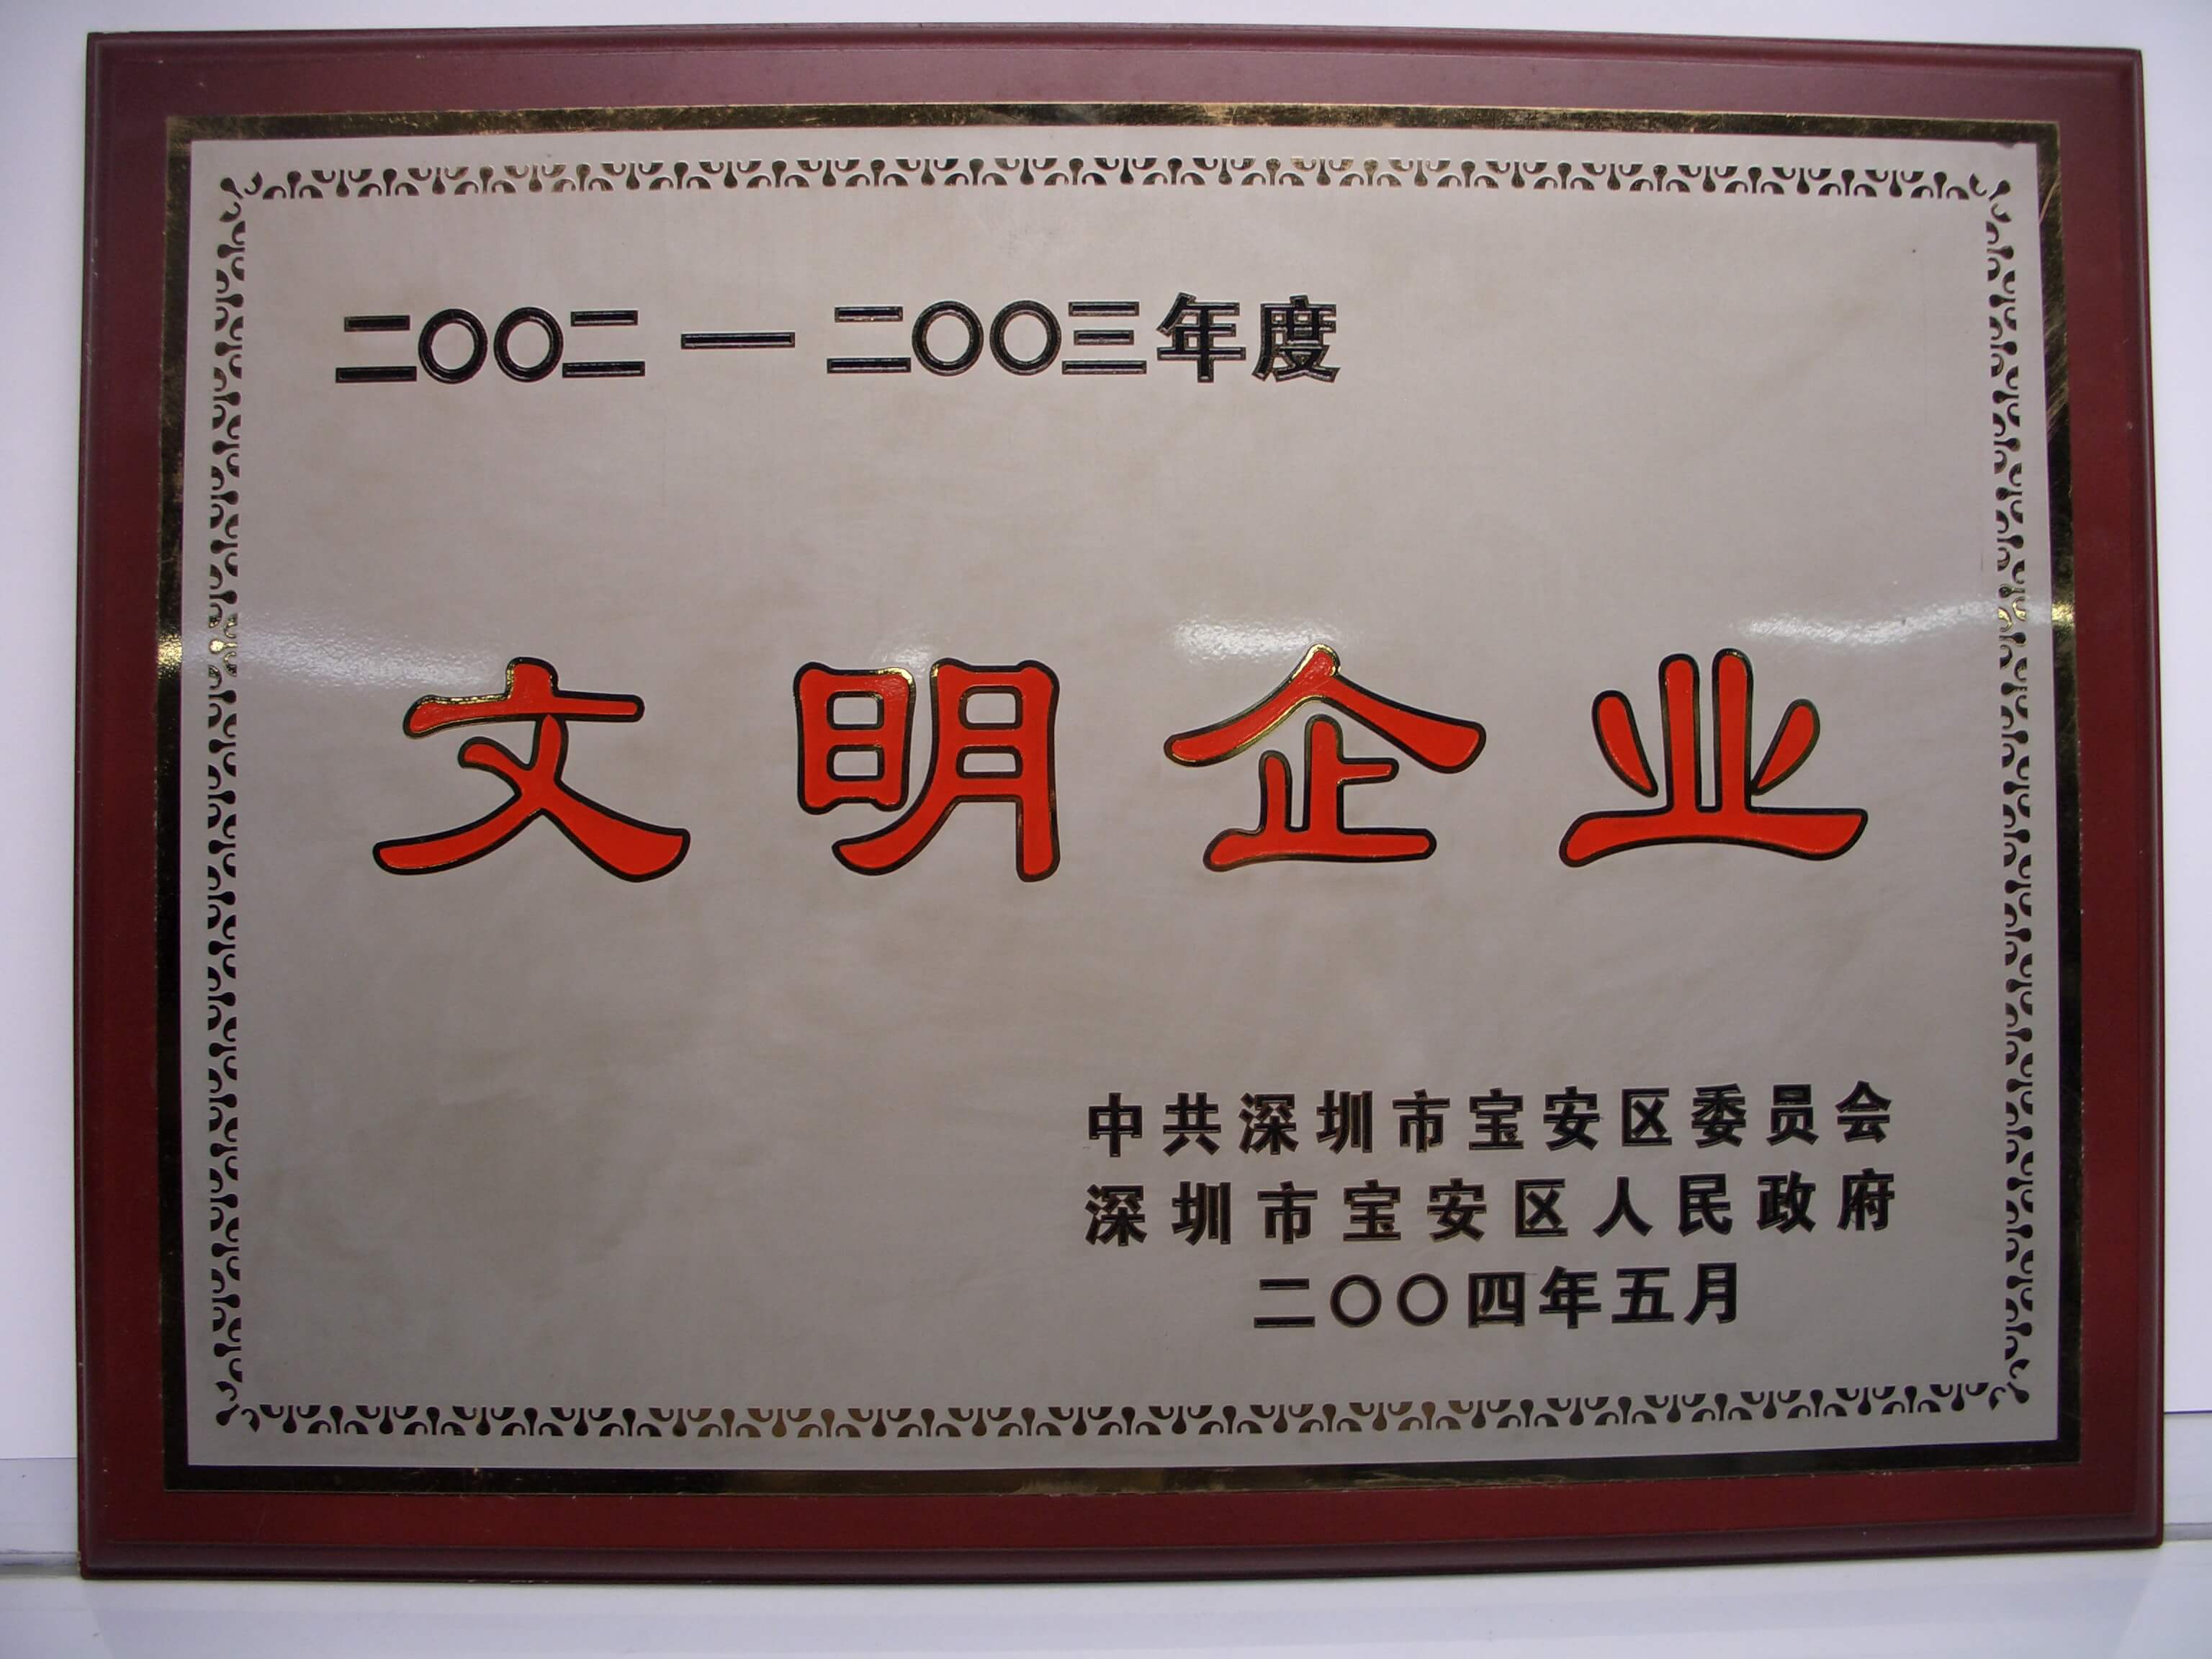 二〇〇二 — 二〇〇三年度
文明企业
中共深圳市宝安区委员会
深圳市宝安区人民政府
二〇〇四年五月